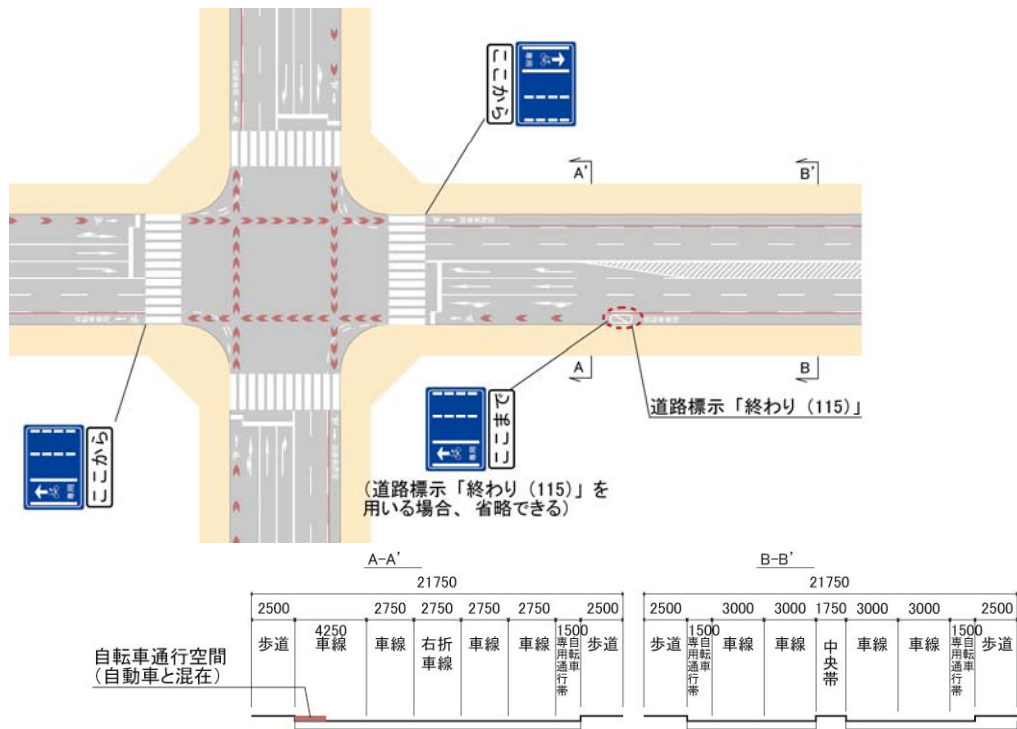 専用
ここから
A'
B'
A
B
道路標示「終わり（115）」
専用
ここまで
（道路標示「終わり（115）」を
用いる場合、省略できる）
専用
ここから
A-A'
21750
2500
4250
2750
2750
2750
2750
1500
2500
歩道
車線
車線
右折
車線
車線
車線
自転車
専用通行帯
歩道
自転車通行空間
（自動車と混在）
B-B'
21750
2500
1500
3000
3000
1750
3000
3000
1500
2500
歩道
自転車
専用通行帯
車線
車線
中央帯
車線
車線
自転車
専用通行帯
歩道